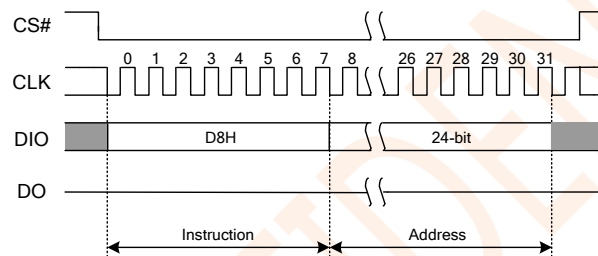 CS#
0 1 2 3 4 5 6 7 8 26 27 28 29 30 31
CLK
DIO D8H 24-bit
DO
Instruction Address